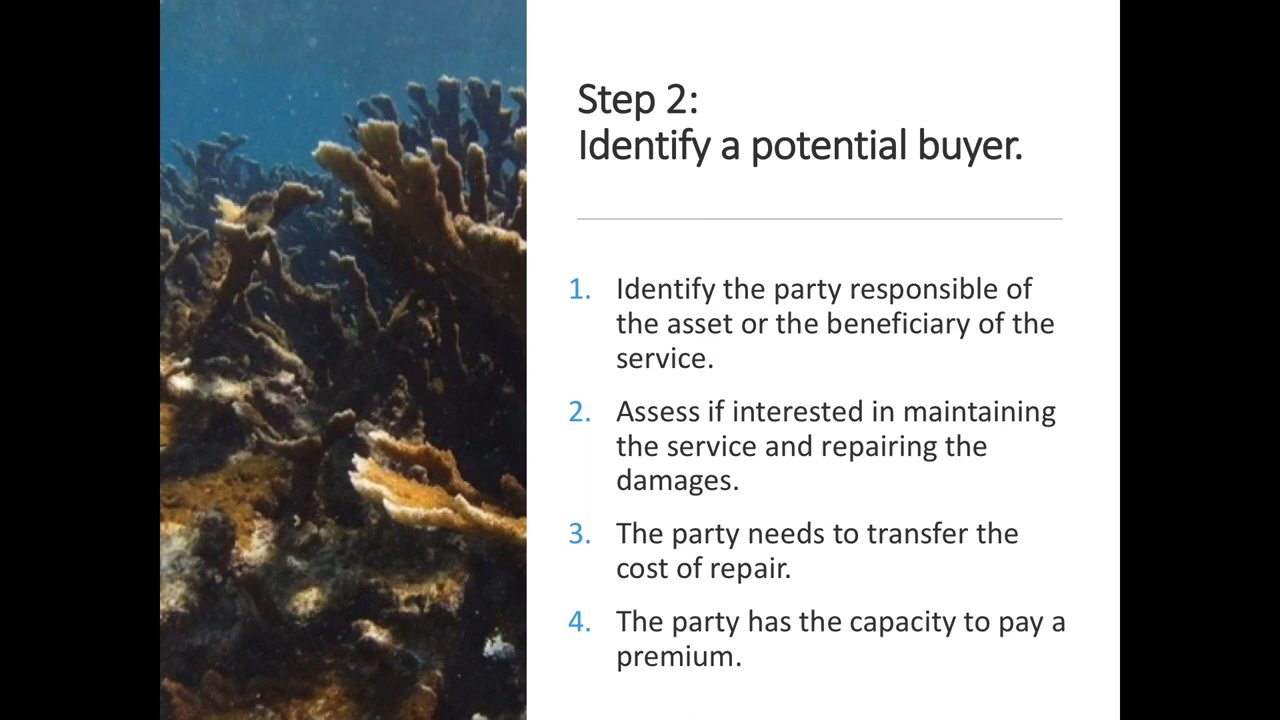 Step 2:
Identify a potential buyer.
1. Identify the party responsible of
the asset or the beneficiary of the
service.
2. Assess if interested in maintaining
the service and repairing the
damages.
3. The party needs to transfer the
cost of repair.
4. The party has the capacity to pay a
premium.